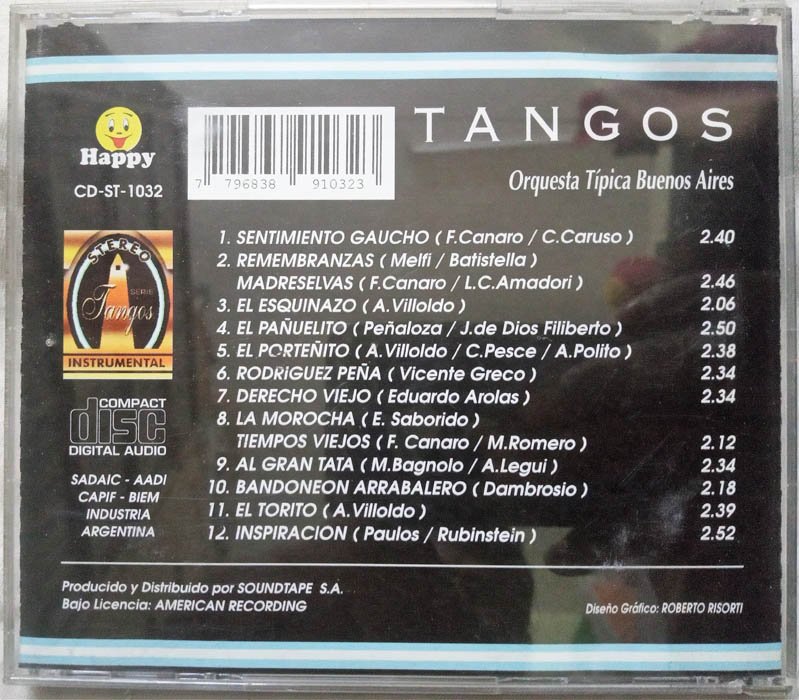 TANGOS
Orquesta Típica Buenos Aires
Happy
CD-ST-1032
7 796838 910323
STEREO
SERIE
Tangos
INSTRUMENTAL
COMPACT
disc
DIGITAL AUDIO
SADAIC - AADI
CAPIF - BIEM
INDUSTRIA
ARGENTINA
1. SENTIMIENTO GAUCHO ( F.Canaro / C.Caruso ) 2.40
2. REMEMBRANZAS ( Melfi / Batistella )
MADRESELVAS ( F.Canaro / L.C.Amadori ) 2.46
3. EL ESQUINAZO ( A.Villoldo ) 2.06
4. EL PAÑUELITO ( Peñaloza / J.de Dios Filiberto ) 2.50
5. EL PORTEÑITO ( A.Villoldo / C.Pesce / A.Polito ) 2.38
6. RODRIGUEZ PEÑA ( Vicente Greco ) 2.34
7. DERECHO VIEJO ( Eduardo Arolas ) 2.34
8. LA MOROCHA ( E. Saborido )
TIEMPOS VIEJOS ( F. Canaro / M.Romero ) 2.12
9. AL GRAN TATA ( M.Bagnolo / A.Legui ) 2.34
10. BANDONEON ARRABALERO ( Dambrosio ) 2.18
11. EL TORITO ( A.Villoldo ) 2.39
12. INSPIRACION ( Paulos / Rubinstein ) 2.52
Producido y Distribuido por SOUNDTAPE S.A.
Bajo Licencia: AMERICAN RECORDING
Diseño Gráfico: ROBERTO RISORTI